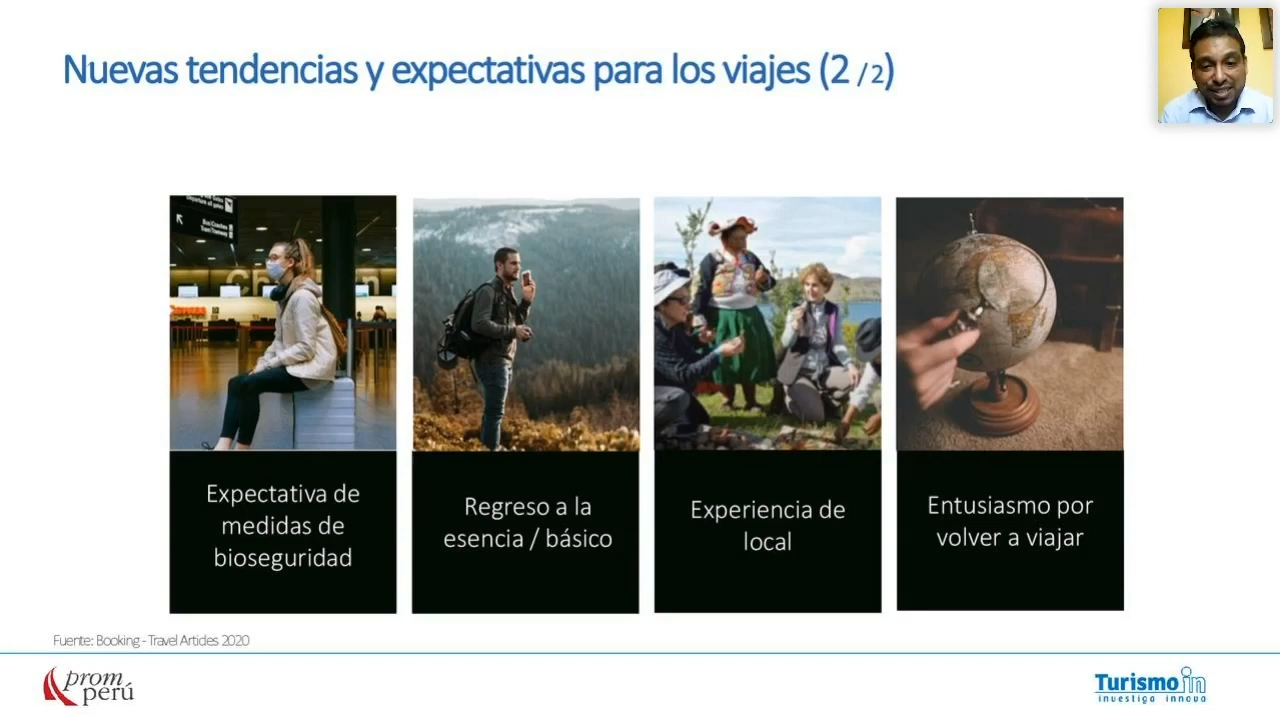 Nuevas tendencias y expectativas para los viajes (2 / 2)
Expectativa de
medidas de
bioseguridad
Regreso a la
esencia / básico
Experiencia de
local
Entusiasmo por
volver a viajar
Fuente: Booking - Travel Articles 2020
prom
perú
Turismo in
investiga innova